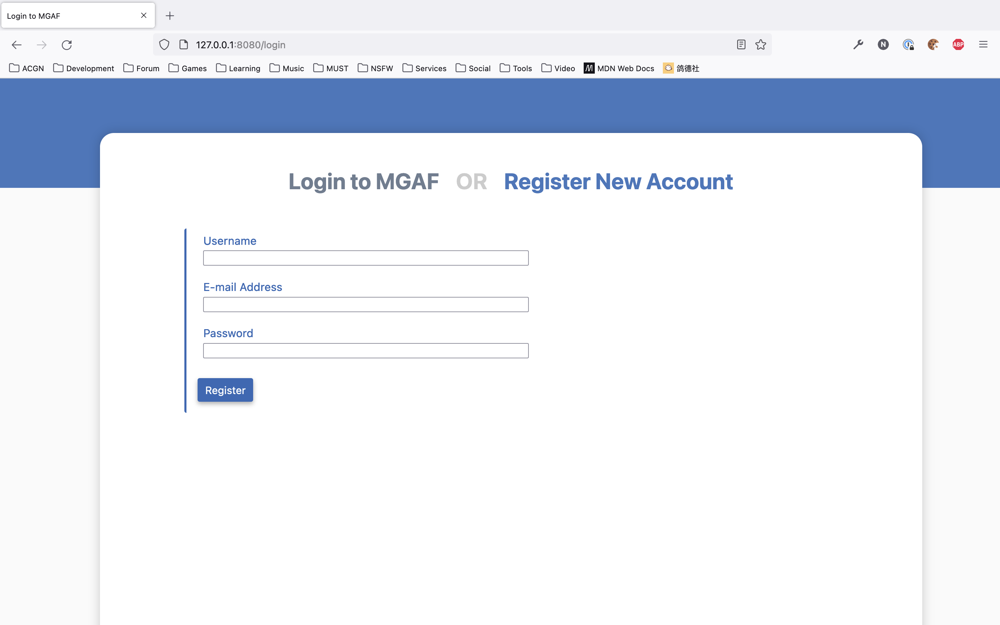 Login to MGAF
127.0.0.1:8080/login
N
ABP
ACGN Development Forum Games Learning Music MUST NSFW Services Social Tools Video MDN Web Docs 鸽德社
Login to MGAF OR Register New Account
Username
E-mail Address
Password
Register